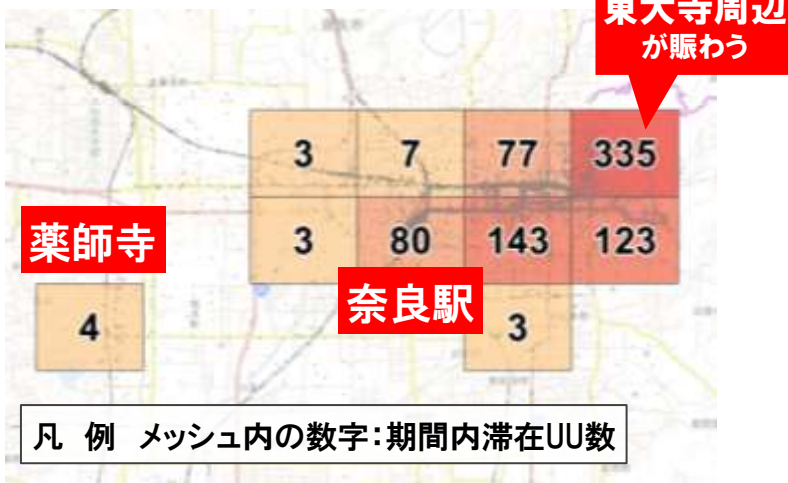 東大寺周辺
が賑わう
3 7 77 335
3 80 143 123
薬師寺
奈良駅
4
3
凡 例 メッシュ内の数字:期間内滞在UU数